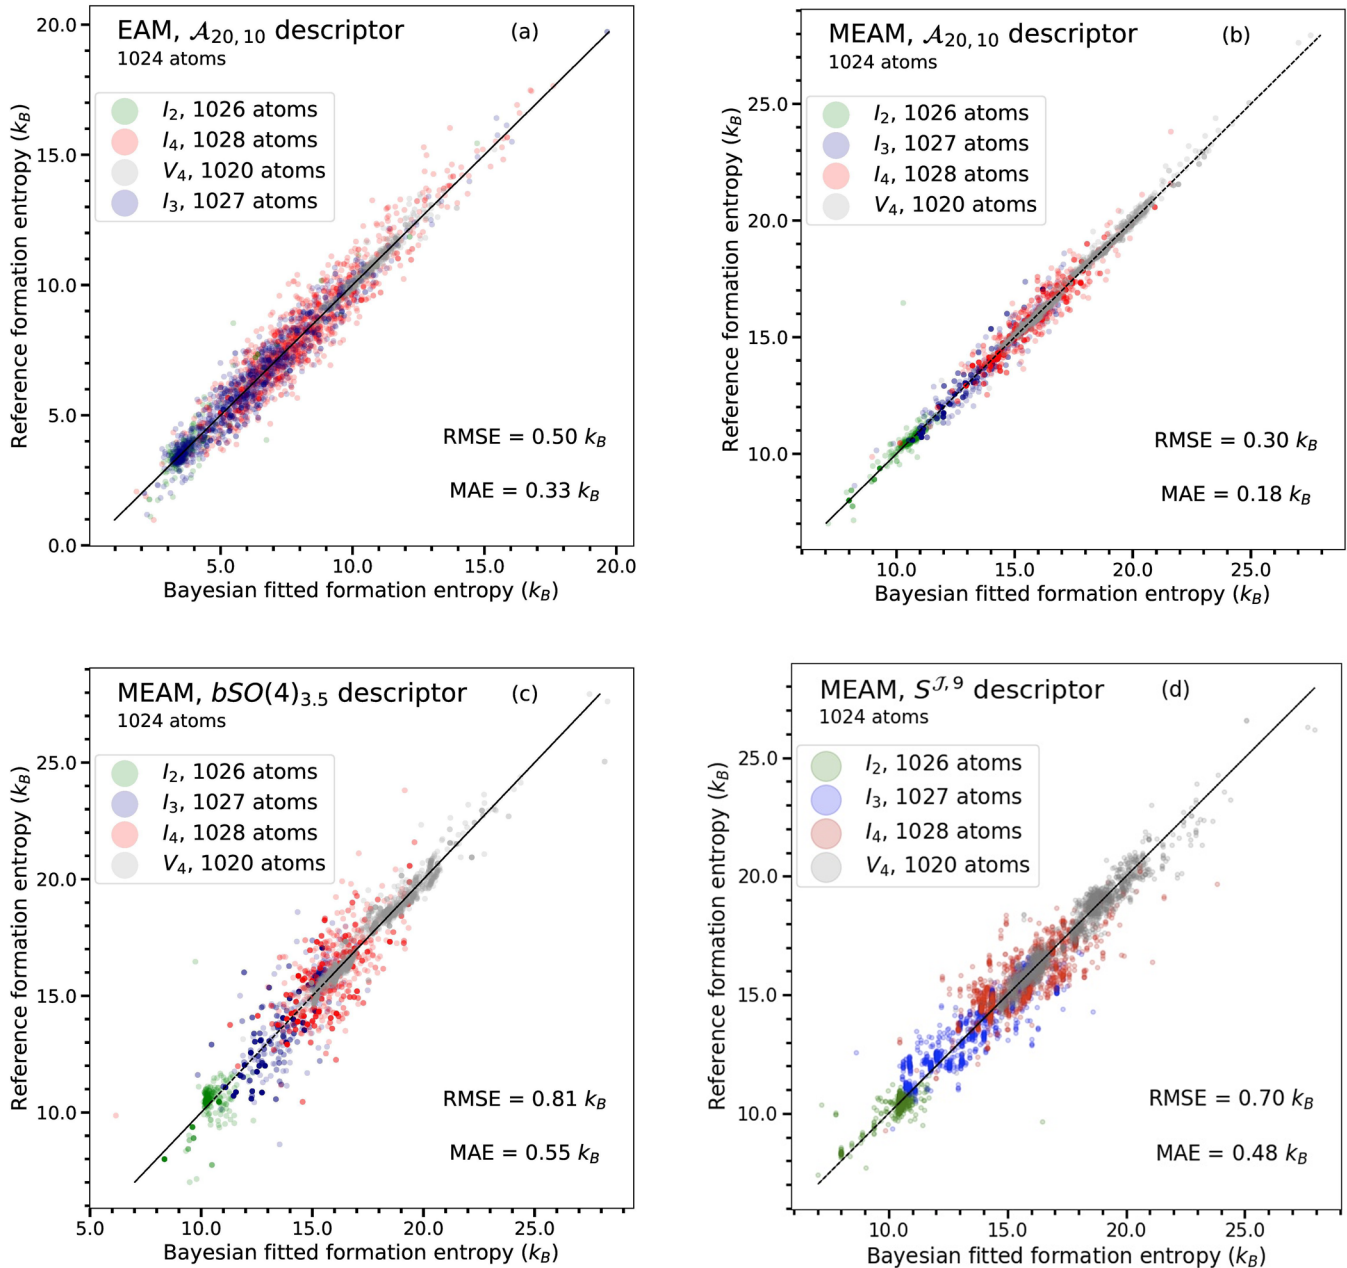 EAM, 𝒜20, 10 descriptor (a)
1024 atoms
I2, 1026 atoms
I4, 1028 atoms
V4, 1020 atoms
I3, 1027 atoms
RMSE = 0.50 kB
MAE = 0.33 kB
Reference formation entropy (kB)
20.0
15.0
10.0
5.0
0.0
5.0 10.0 15.0 20.0
Bayesian fitted formation entropy (kB)
MEAM, 𝒜20, 10 descriptor (b)
1024 atoms
I2, 1026 atoms
I3, 1027 atoms
I4, 1028 atoms
V4, 1020 atoms
RMSE = 0.30 kB
MAE = 0.18 kB
Reference formation entropy (kB)
25.0
20.0
15.0
10.0
10.0 15.0 20.0 25.0
Bayesian fitted formation entropy (kB)
MEAM, bSO(4)3.5 descriptor (c)
1024 atoms
I2, 1026 atoms
I3, 1027 atoms
I4, 1028 atoms
V4, 1020 atoms
RMSE = 0.81 kB
MAE = 0.55 kB
Reference formation entropy (kB)
25.0
20.0
15.0
10.0
5.0 10.0 15.0 20.0 25.0
Bayesian fitted formation entropy (kB)
MEAM, S𝒥, 9 descriptor (d)
1024 atoms
I2, 1026 atoms
I3, 1027 atoms
I4, 1028 atoms
V4, 1020 atoms
RMSE = 0.70 kB
MAE = 0.48 kB
Reference formation entropy (kB)
25.0
20.0
15.0
10.0
10.0 15.0 20.0 25.0
Bayesian fitted formation entropy (kB)